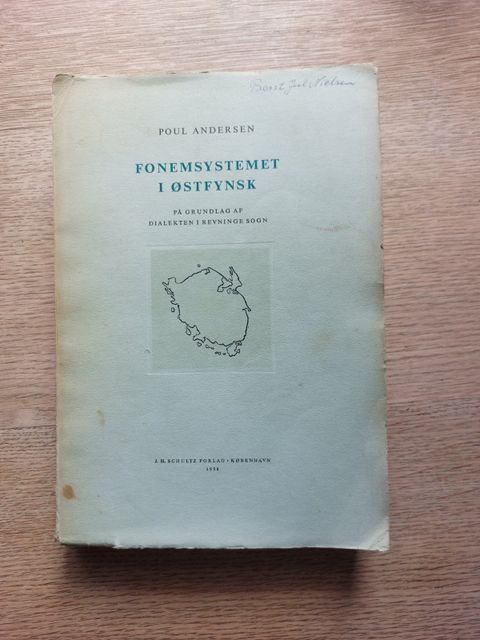 Bent Jul Nielsen
POUL ANDERSEN
FONEMSYSTEMET
I ØSTFYNSK
PÅ GRUNDLAG AF
DIALEKTEN I REVNINGE SOGN
J. H. SCHULTZ FORLAG · KØBENHAVN
1958